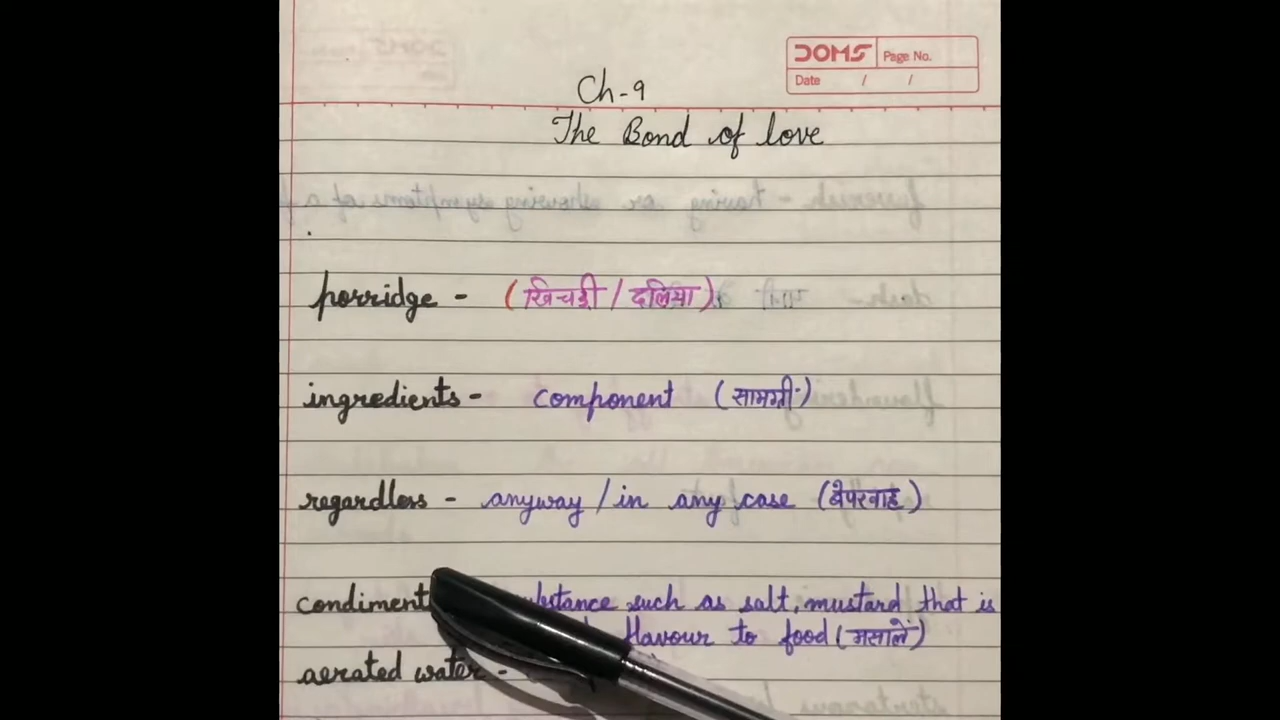 DOMS Page No.
Date / /
Ch-9
The Bond of love
porridge - (खिचडी / दलिया)
ingredients - component (सामग्री)
regardless - anyway / in any case (बेपरवाह)
condiment such as salt, mustard that is
flavour to food (मसाले)
aerated water -